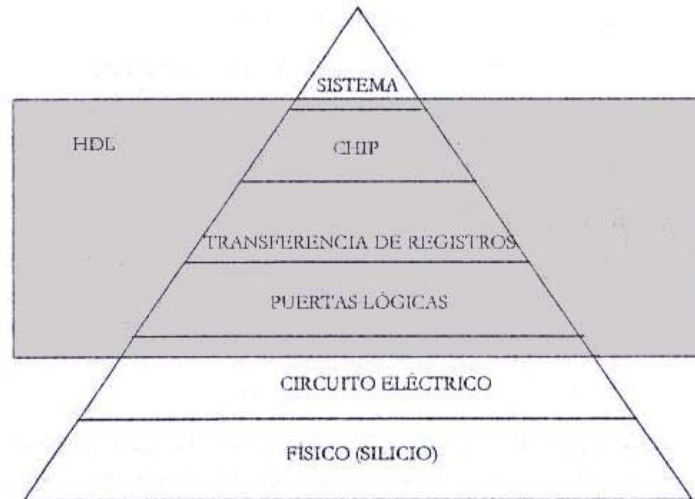 SISTEMA
HDL
CHIP
TRANSFERENCIA DE REGISTROS
PUERTAS LÓGICAS
CIRCUITO ELÉCTRICO
FÍSICO (SILICIO)